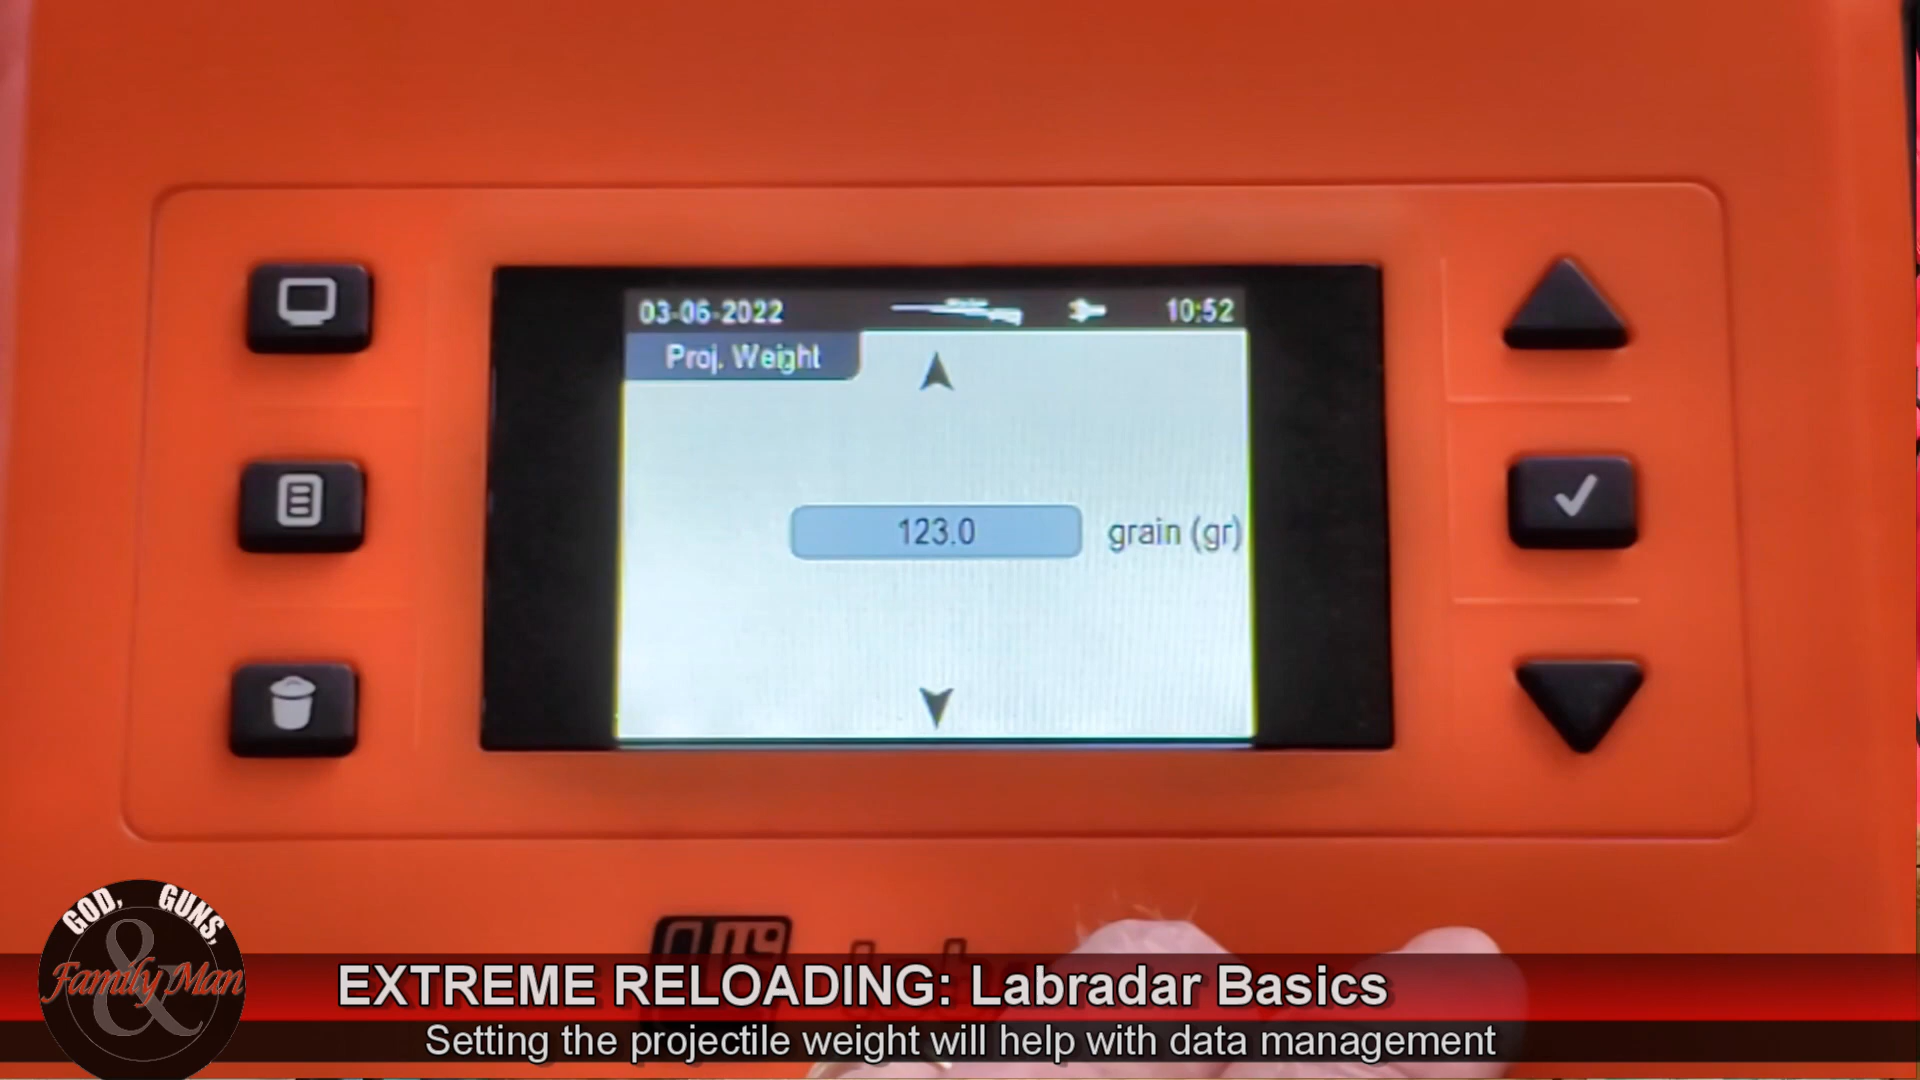 03-06-2022 10:52
Proj. Weight
123.0 grain (gr)
GOD, GUNS,
&
Family Man
EXTREME RELOADING: Labradar Basics
Setting the projectile weight will help with data management